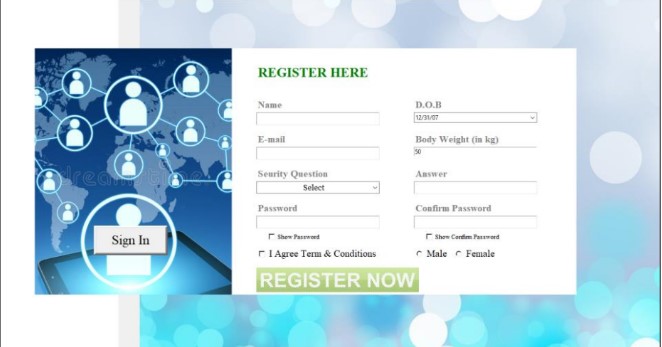 REGISTER HERE
Name
D.O.B
12/31/07
E-mail
Body Weight (in kg)
50
Seurity Question
Answer
Select
Password
Confirm Password
Show Password
Show Confirm Password
I Agree Term & Conditions
Male
Female
Sign In
REGISTER NOW